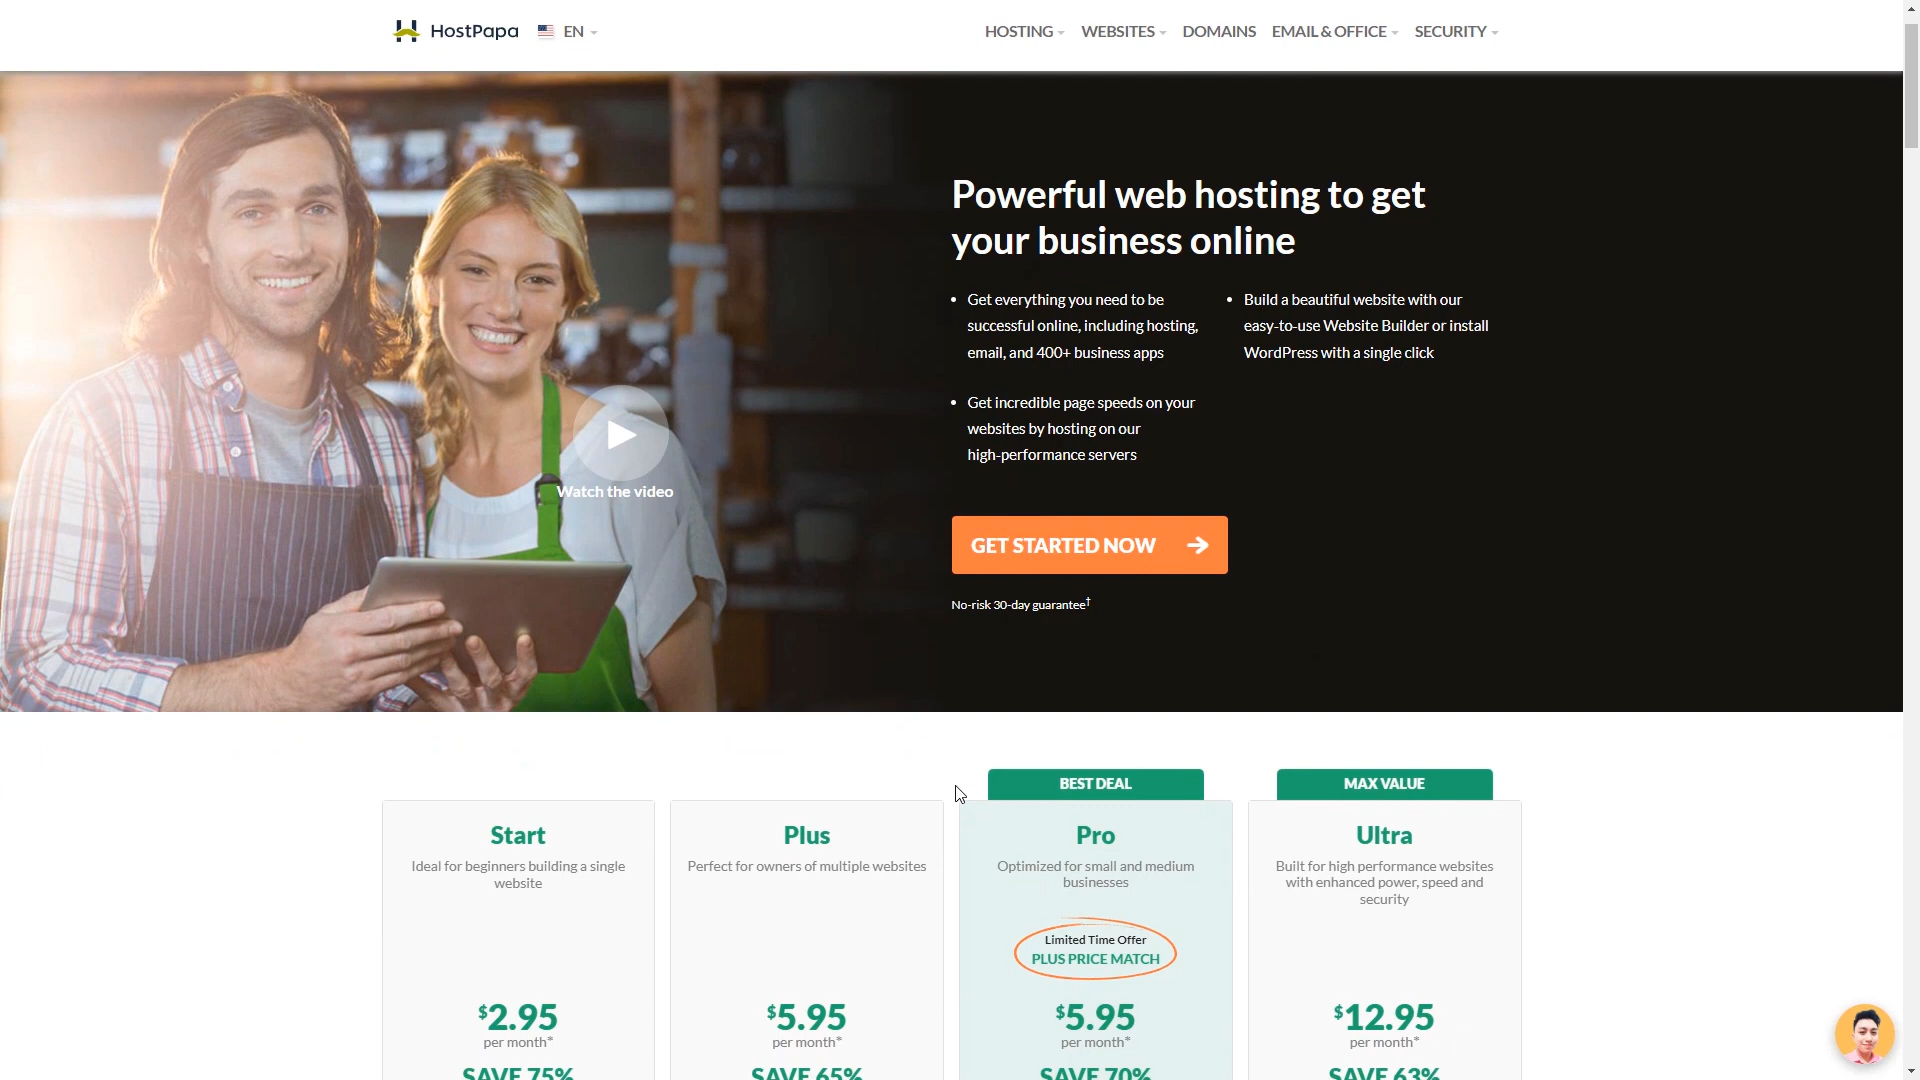 HostPapa
EN
HOSTING
WEBSITES
DOMAINS
EMAIL & OFFICE
SECURITY
Powerful web hosting to get
your business online
Get everything you need to be
successful online, including hosting,
email, and 400+ business apps
Get incredible page speeds on your
websites by hosting on our
high-performance servers
Build a beautiful website with our
easy-to-use Website Builder or install
WordPress with a single click
Watch the video
GET STARTED NOW
No-risk 30-day guarantee†
Start
Ideal for beginners building a single
website
$2.95
per month*
SAVE 75%
Plus
Perfect for owners of multiple websites
$5.95
per month*
SAVE 65%
BEST DEAL
Pro
Optimized for small and medium
businesses
Limited Time Offer
PLUS PRICE MATCH
$5.95
per month*
SAVE 70%
MAX VALUE
Ultra
Built for high performance websites
with enhanced power, speed and
security
$12.95
per month*
SAVE 63%